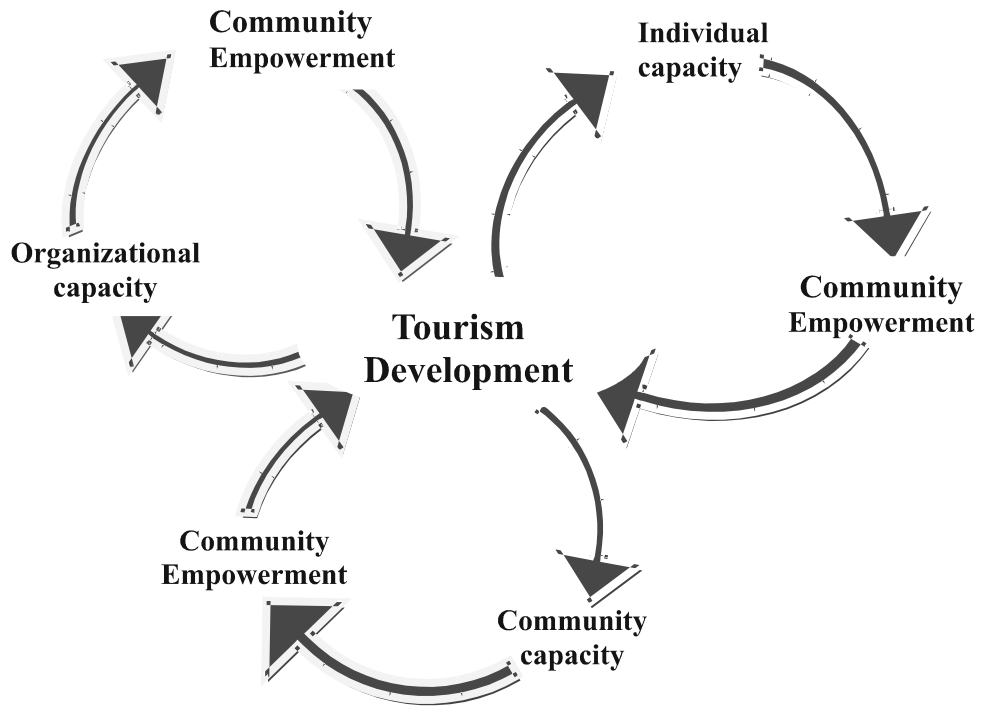 Community
Empowerment
Individual
capacity
Organizational
capacity
Community
Empowerment
Tourism
Development
Community
Empowerment
Community
capacity